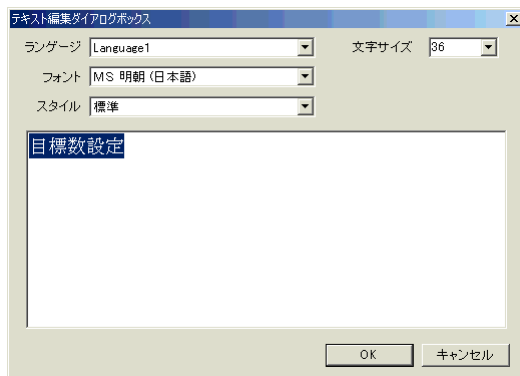 テキスト編集ダイアログボックス
ランゲージ Language1 文字サイズ 36
フォント MS 明朝 (日本語)
スタイル 標準
目標数設定
OK キャンセル